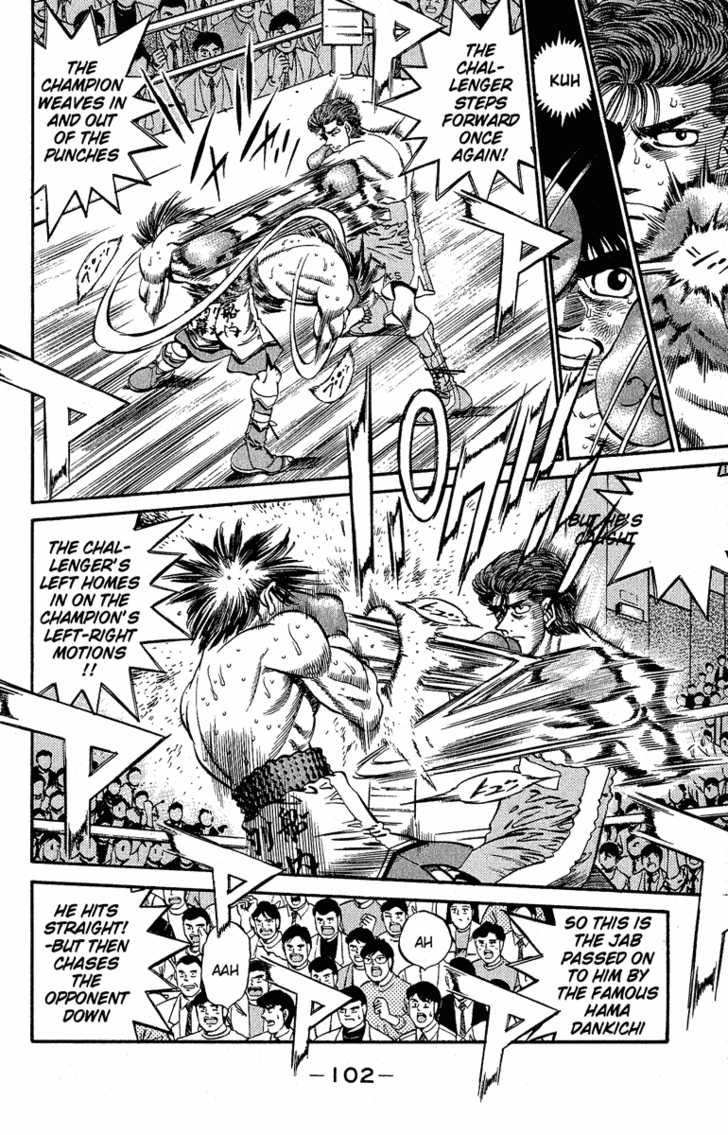 KUH
THE
CHAL-
LENGER
STEPS
FORWARD
ONCE
AGAIN!
THE
CHAMPION
WEAVES IN
AND OUT
OF THE
PUNCHES
BUT HE'S
CAUGHT
THE CHAL-
LENGER'S
LEFT HOMES
IN ON THE
CHAMPION'S
LEFT-RIGHT
MOTIONS
!!
SO THIS IS
THE JAB
PASSED ON
TO HIM BY
THE FAMOUS
HAMA
DANKICHI
AH
AAH
HE HITS
STRAIGHT!
-BUT THEN
CHASES
THE
OPPONENT
DOWN
-102-